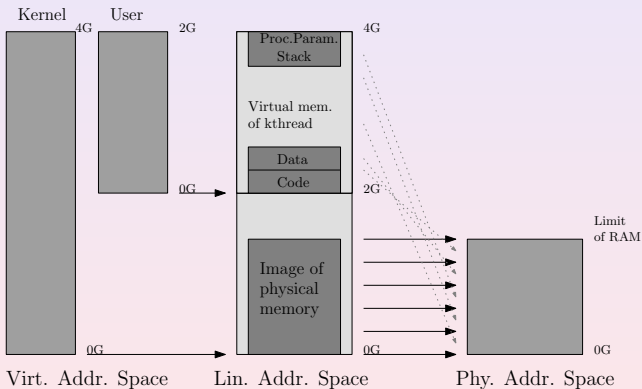 Kernel
User
4G
2G
4G
Proc.Param.
Stack
Virtual mem.
of kthread
Data
Code
0G
2G
Limit
of RAM
Image of
physical
memory
0G
0G
0G
Virt. Addr. Space
Lin. Addr. Space
Phy. Addr. Space